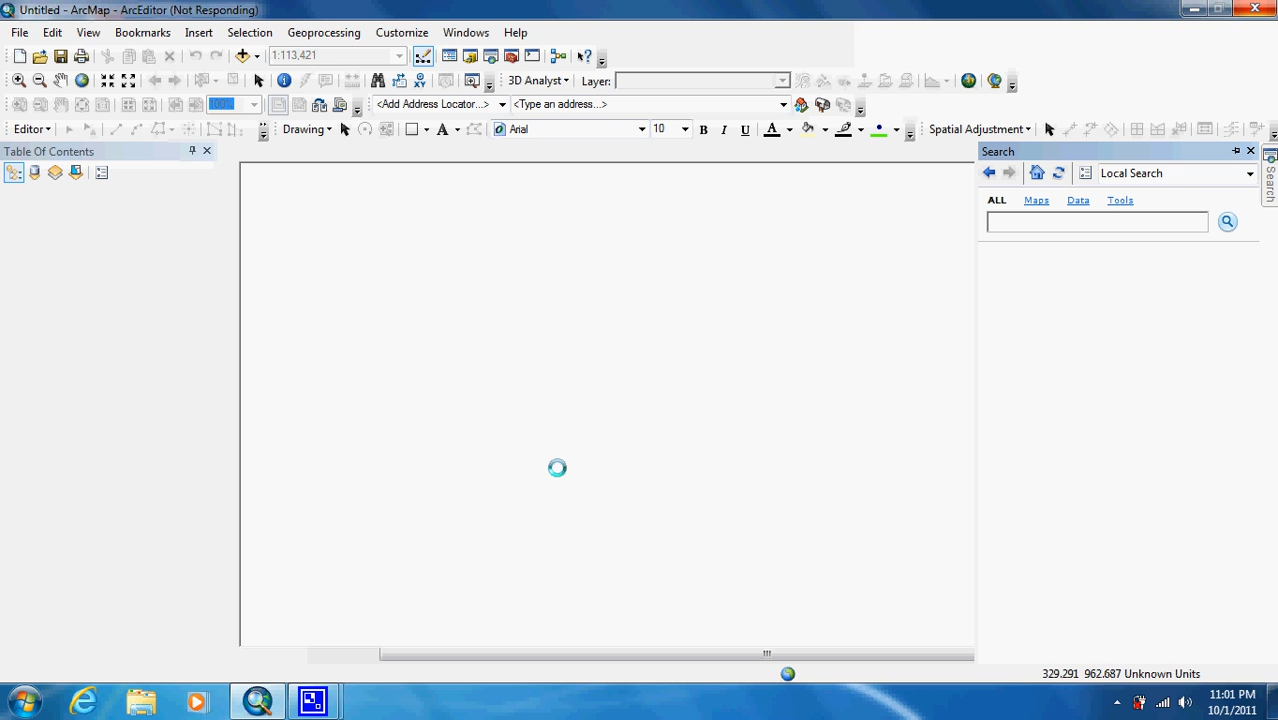 Untitled - ArcMap - ArcEditor (Not Responding)
File Edit View Bookmarks Insert Selection Geoprocessing Customize Windows Help
1:113,421
3D Analyst Layer:
100% <Add Address Locator...> <Type an address...>
Editor Drawing A Arial 10 B I U A Spatial Adjustment
Table Of Contents
Search
Local Search
Search
ALL Maps Data Tools
329.291 962.687 Unknown Units
11:01 PM
10/1/2011